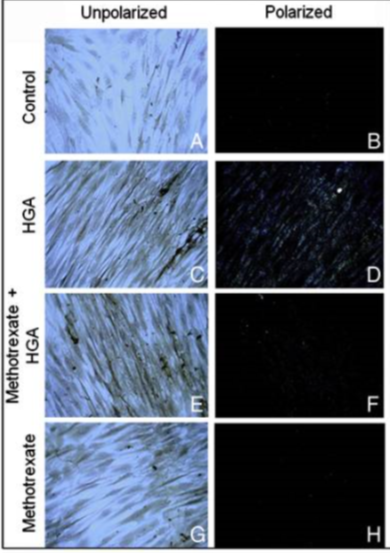 Unpolarized Polarized
Control
A B
HGA
C D
Methotrexate +
HGA
E F
Methotrexate
G H